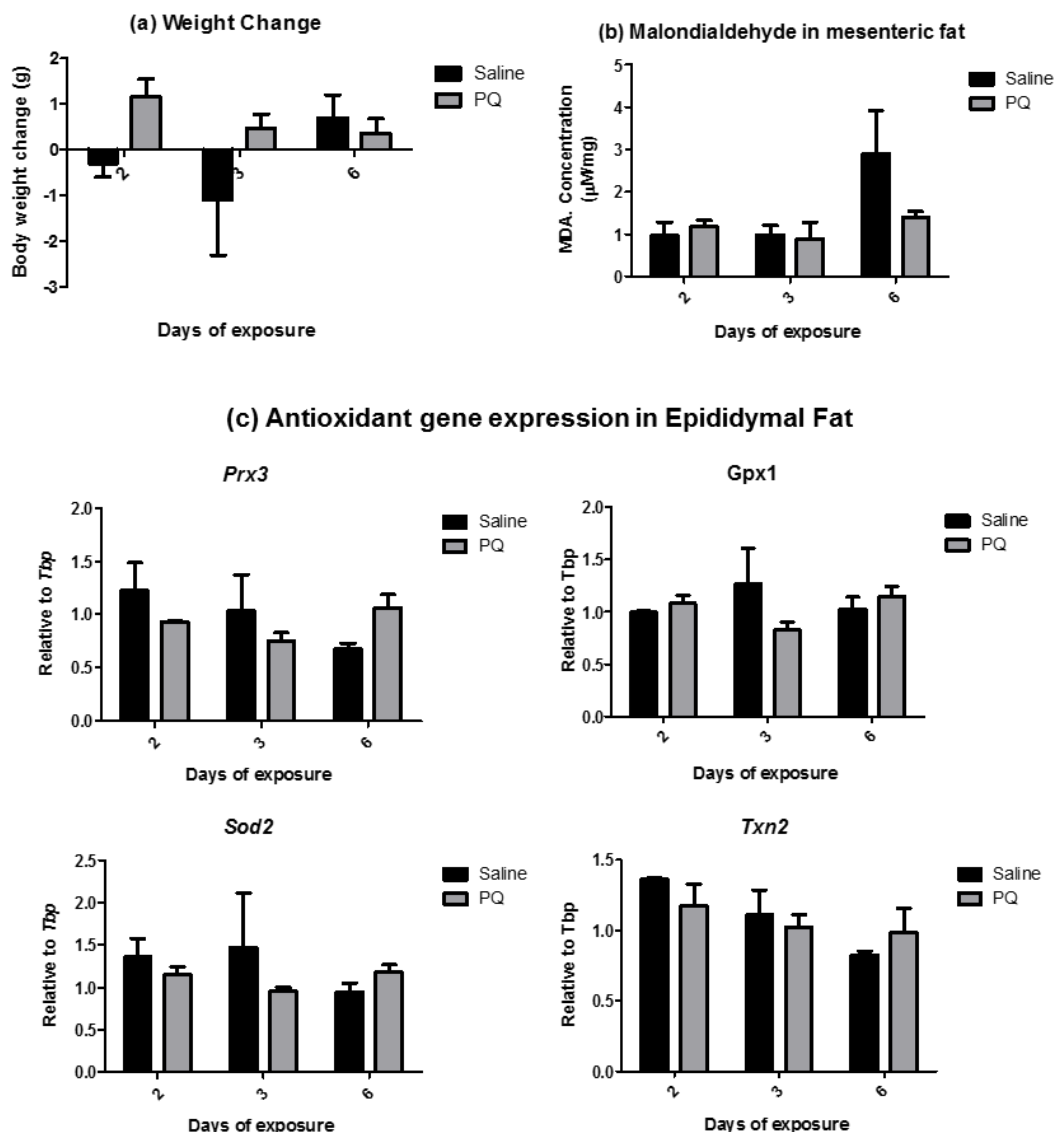 (a) Weight Change
Body weight change (g)
2
1
0
-1
-2
-3
2
3
6
Days of exposure
Saline
PQ
(b) Malondialdehyde in mesenteric fat
MDA. Concentration
(µM/mg)
5
4
3
2
1
0
2
3
6
Days of exposure
Saline
PQ
(c) Antioxidant gene expression in Epididymal Fat
Prx3
Relative to Tbp
2.0
1.5
1.0
0.5
0.0
2
3
6
Days of exposure
Saline
PQ
Gpx1
Relative to Tbp
2.0
1.5
1.0
0.5
0.0
2
3
6
Days of exposure
Saline
PQ
Sod2
Relative to Tbp
2.5
2.0
1.5
1.0
0.5
0.0
2
3
6
Days of exposure
Saline
PQ
Txn2
Relative to Tbp
1.5
1.0
0.5
0.0
2
3
6
Days of exposure
Saline
PQ